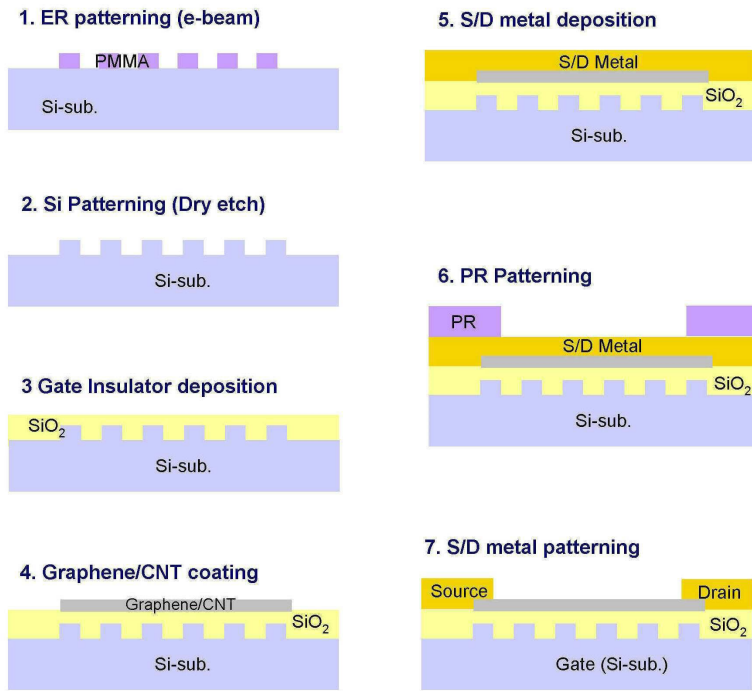 1. ER patterning (e-beam)
PMMA
Si-sub.
2. Si Patterning (Dry etch)
Si-sub.
3 Gate Insulator deposition
SiO₂
Si-sub.
4. Graphene/CNT coating
Graphene/CNT
SiO₂
Si-sub.
5. S/D metal deposition
S/D Metal
SiO₂
Si-sub.
6. PR Patterning
PR
S/D Metal
SiO₂
Si-sub.
7. S/D metal patterning
Source
Drain
SiO₂
Gate (Si-sub.)